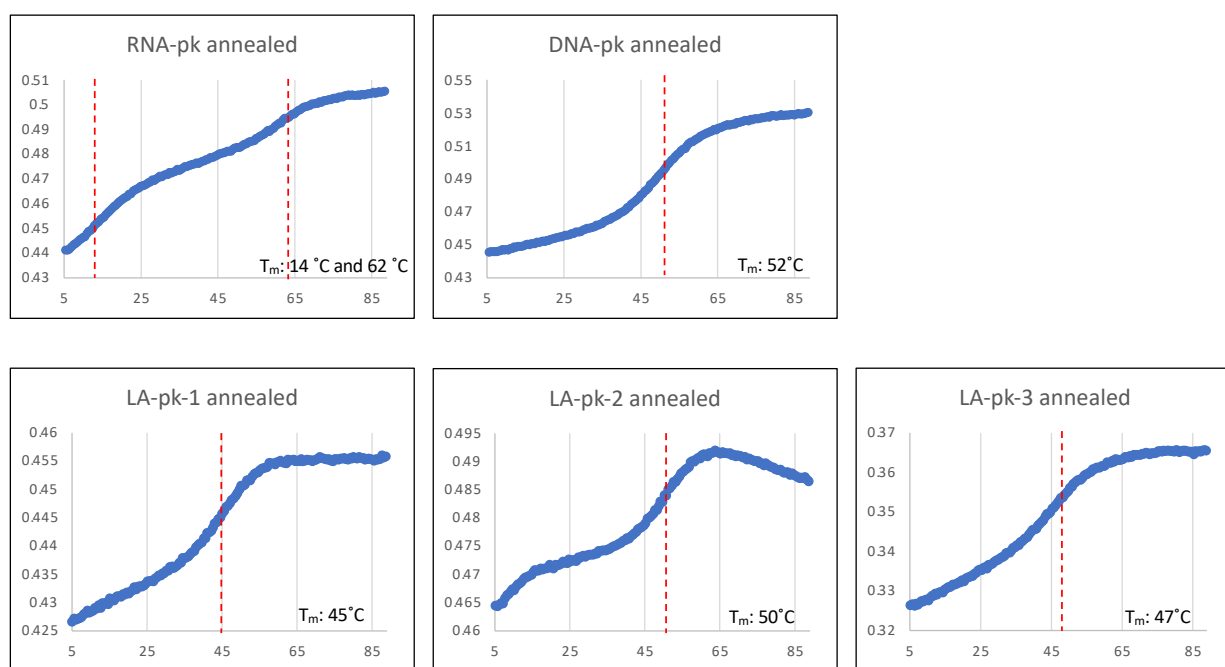 RNA-pk annealed
0.51
0.5
0.49
0.48
0.47
0.46
0.45
0.44
0.43
Tm: 14 ˚C and 62 ˚C
5 25 45 65 85
DNA-pk annealed
0.55
0.53
0.51
0.49
0.47
0.45
0.43
Tm: 52˚C
5 25 45 65 85
LA-pk-1 annealed
0.46
0.455
0.45
0.445
0.44
0.435
0.43
0.425
Tm: 45˚C
5 25 45 65 85
LA-pk-2 annealed
0.495
0.49
0.485
0.48
0.475
0.47
0.465
0.46
Tm: 50˚C
5 25 45 65 85
LA-pk-3 annealed
0.37
0.36
0.35
0.34
0.33
0.32
Tm: 47˚C
5 25 45 65 85